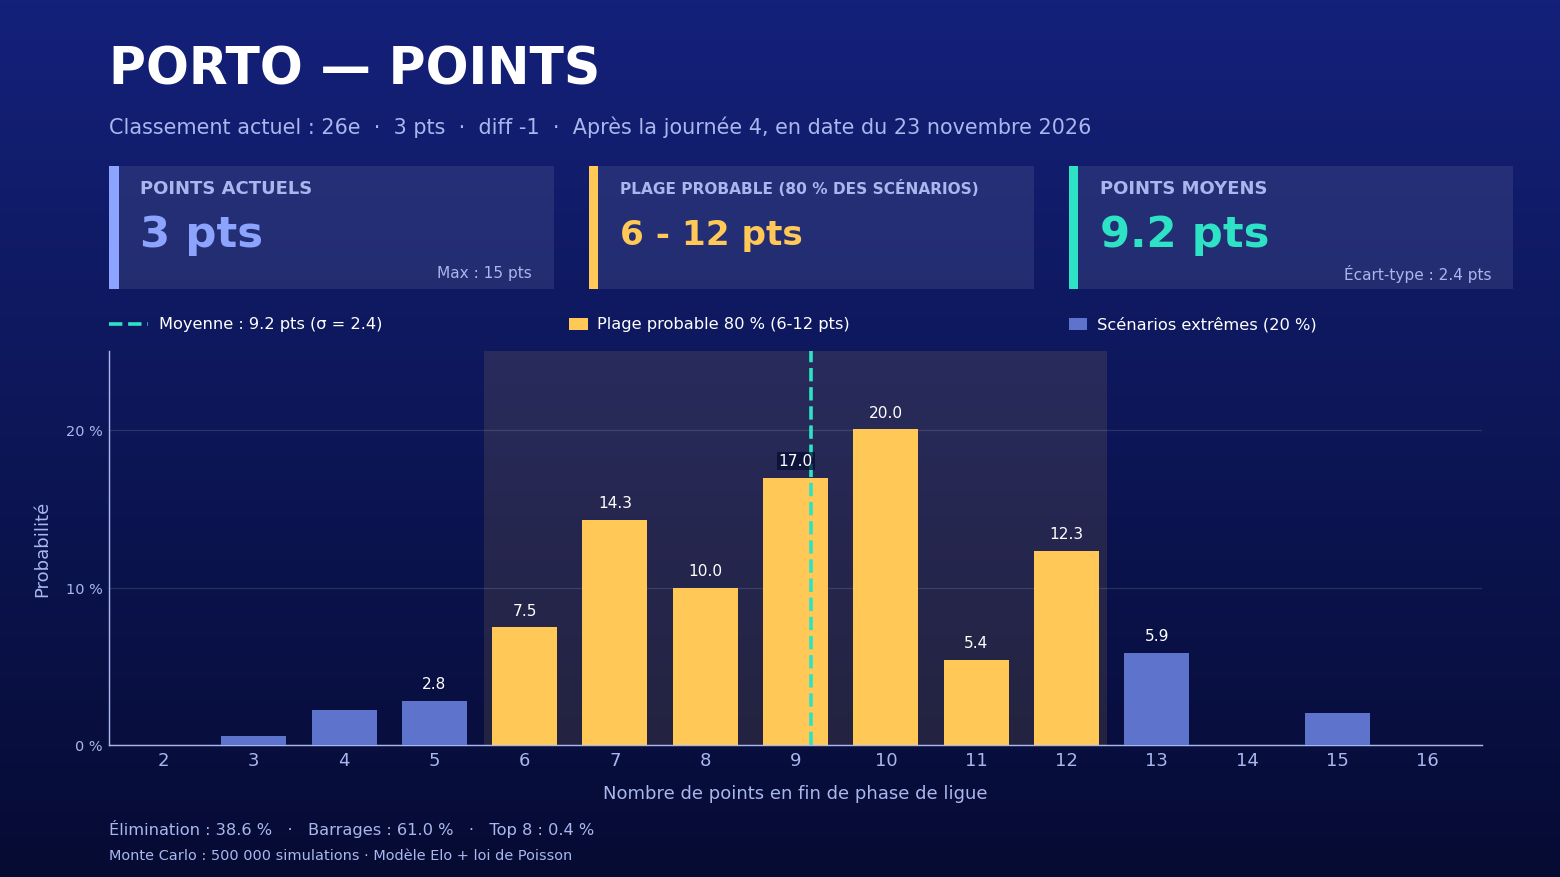 PORTO — POINTS
Classement actuel : 26e · 3 pts · diff -1 · Après la journée 4, en date du 23 novembre 2026
POINTS ACTUELS
3 pts
Max : 15 pts
PLAGE PROBABLE (80 % DES SCÉNARIOS)
6 - 12 pts
POINTS MOYENS
9.2 pts
Écart-type : 2.4 pts
Moyenne : 9.2 pts (σ = 2.4)
Plage probable 80 % (6-12 pts)
Scénarios extrêmes (20 %)
Probabilité
20 %
10 %
0 %
2.8
7.5
14.3
10.0
17.0
20.0
5.4
12.3
5.9
2 3 4 5 6 7 8 9 10 11 12 13 14 15 16
Nombre de points en fin de phase de ligue
Élimination : 38.6 % · Barrages : 61.0 % · Top 8 : 0.4 %
Monte Carlo : 500 000 simulations · Modèle Elo + loi de Poisson